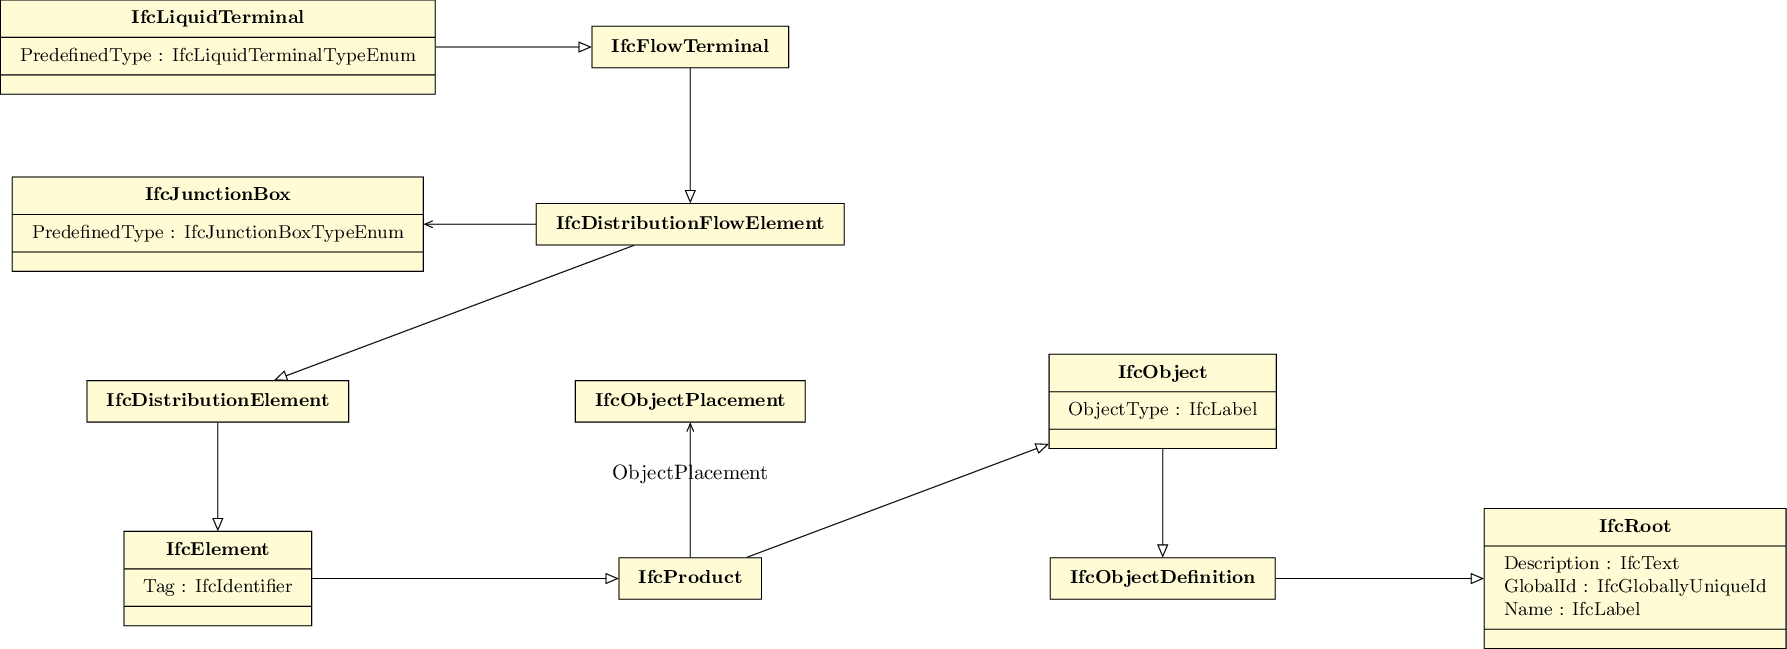 IfcLiquidTerminal
PredefinedType : IfcLiquidTerminalTypeEnum
IfcFlowTerminal
IfcJunctionBox
PredefinedType : IfcJunctionBoxTypeEnum
IfcDistributionFlowElement
IfcDistributionElement
IfcObjectPlacement
IfcObject
ObjectType : IfcLabel
ObjectPlacement
IfcElement
Tag : IfcIdentifier
IfcProduct
IfcObjectDefinition
IfcRoot
Description : IfcText
GlobalId : IfcGloballyUniqueId
Name : IfcLabel